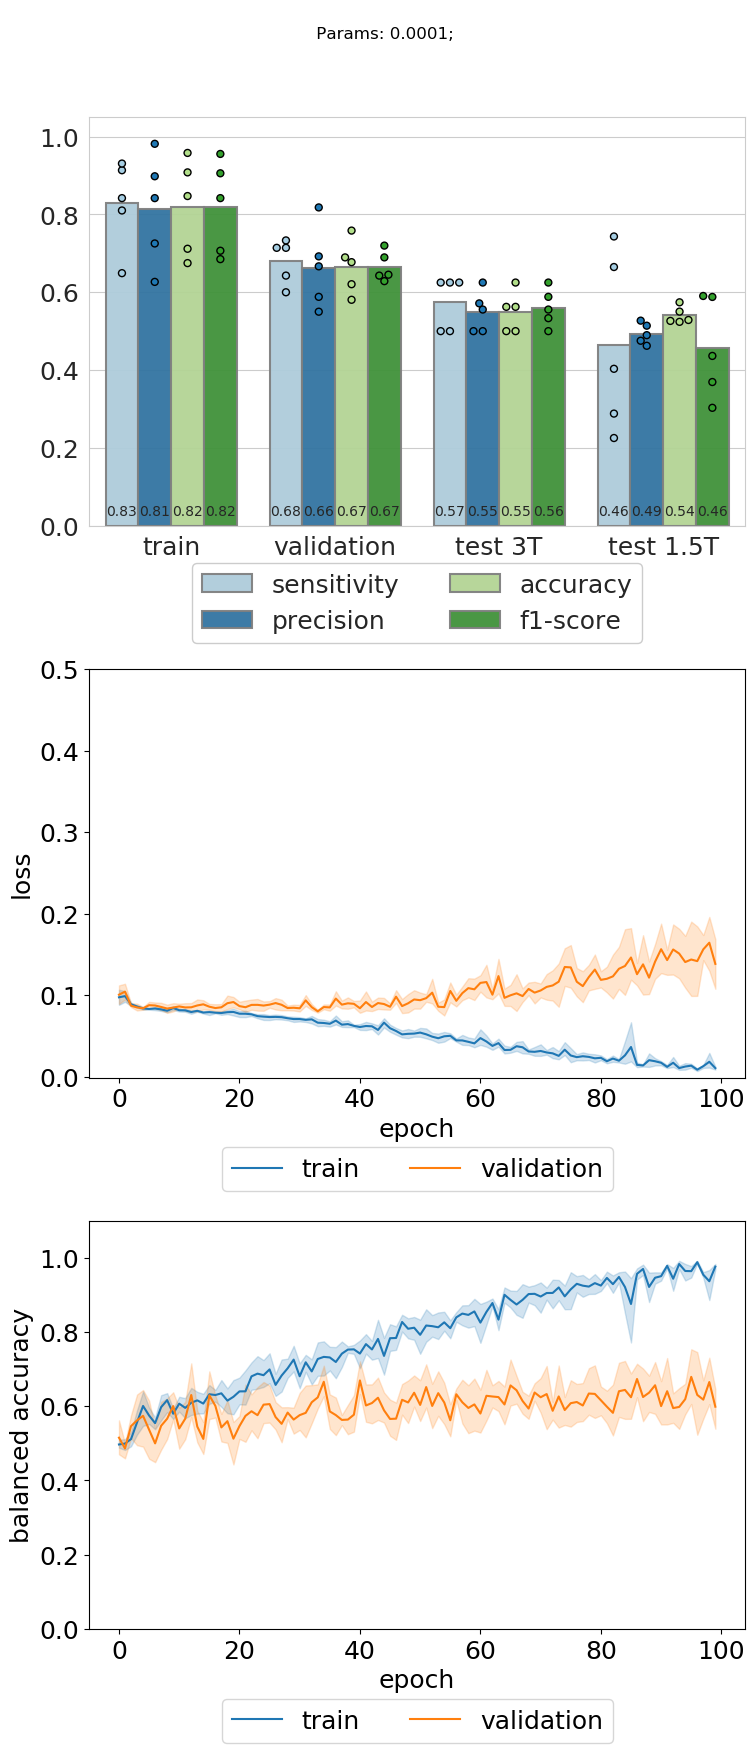 Params: 0.0001;
1.0
0.8
0.6
0.4
0.2
0.0
0.83 0.81 0.82 0.82 0.68 0.66 0.67 0.67 0.57 0.55 0.55 0.56 0.46 0.49 0.54 0.46
train validation test 3T test 1.5T
sensitivity accuracy
precision f1-score
0.5
0.4
0.3
0.2
0.1
0.0
loss
0 20 40 60 80 100
epoch
train validation
1.0
0.8
0.6
0.4
0.2
0.0
balanced accuracy
0 20 40 60 80 100
epoch
train validation